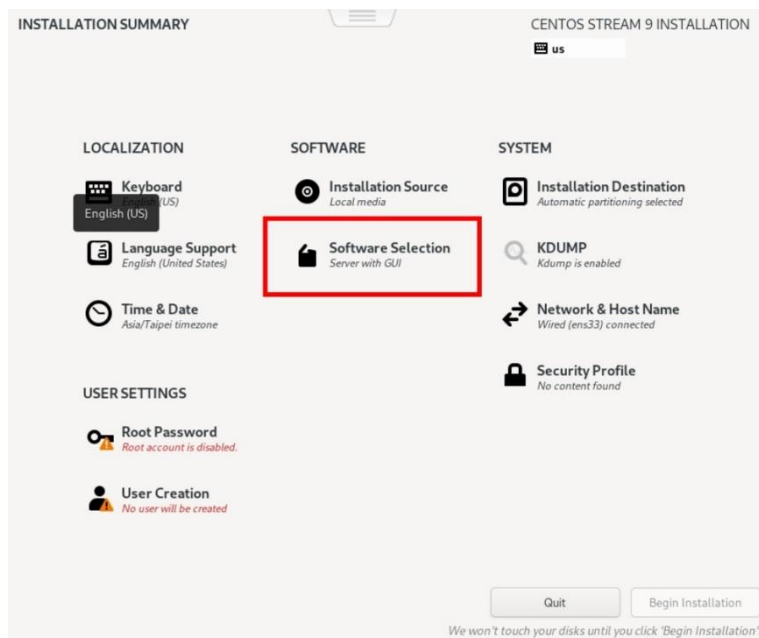 INSTALLATION SUMMARY
CENTOS STREAM 9 INSTALLATION
us
LOCALIZATION
Keyboard
English (US)
English (US)
Language Support
English (United States)
Time & Date
Asia/Taipei timezone
USER SETTINGS
Root Password
Root account is disabled.
User Creation
No user will be created
SOFTWARE
Installation Source
Local media
Software Selection
Server with GUI
SYSTEM
Installation Destination
Automatic partitioning selected
KDUMP
Kdump is enabled
Network & Host Name
Wired (ens33) connected
Security Profile
No content found
Quit
Begin Installation
We won't touch your disks until you click 'Begin Installation'